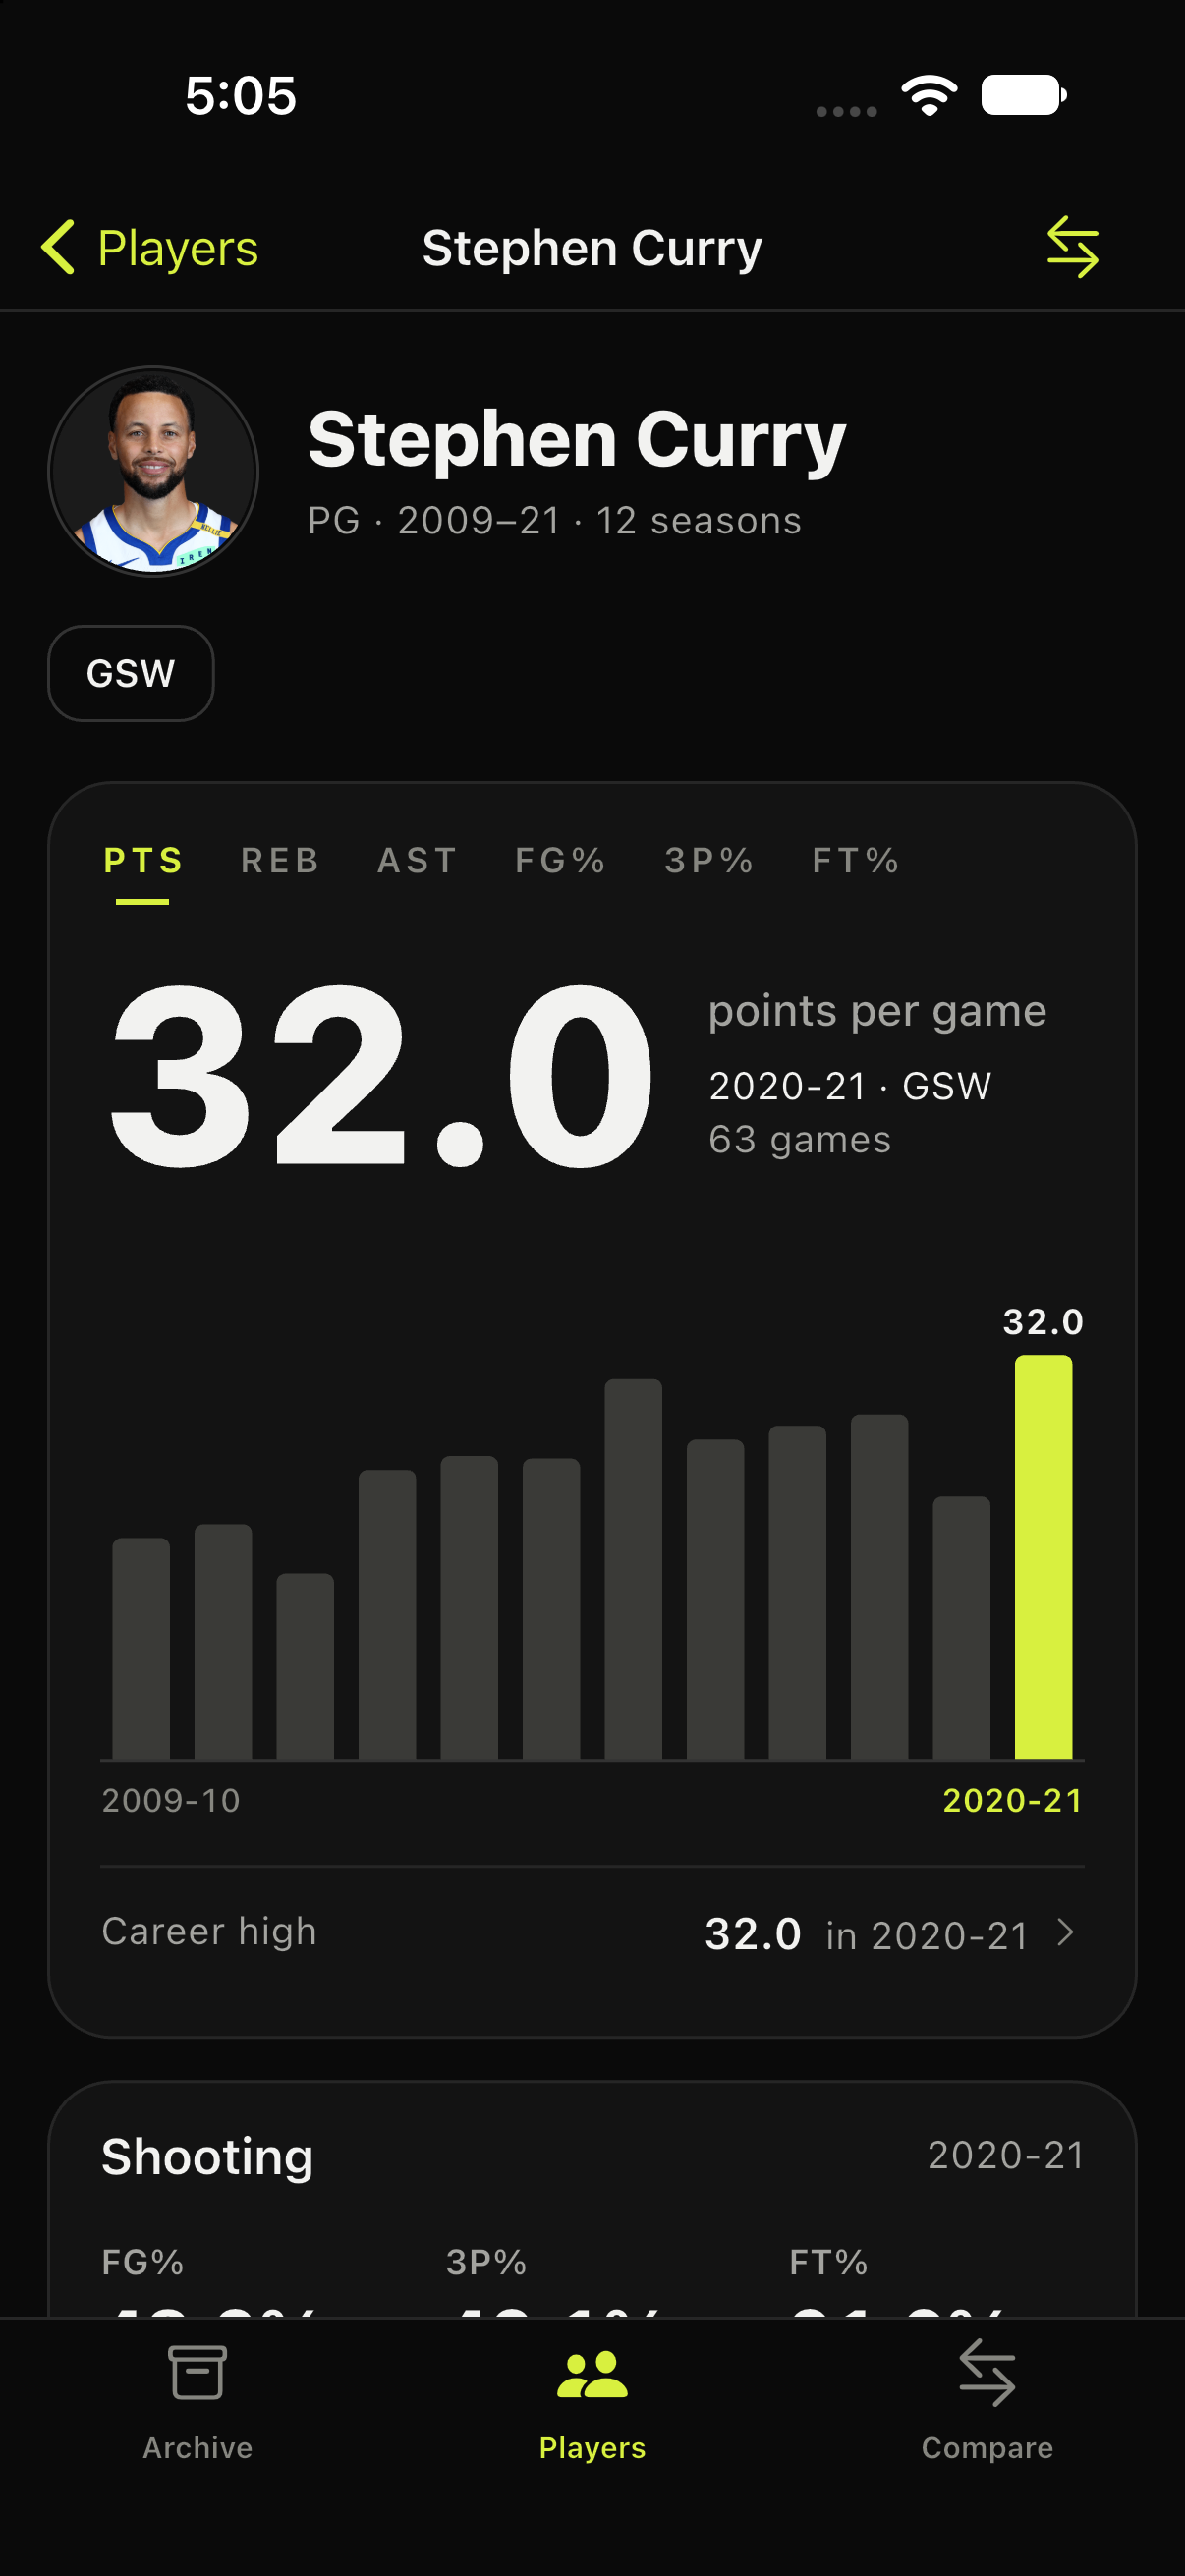 5:05
Players
Stephen Curry
Stephen Curry
PG · 2009–21 · 12 seasons
GSW
PTS REB AST FG% 3P% FT%
32.0
points per game
2020-21 · GSW
63 games
32.0
2009-10
2020-21
Career high
32.0 in 2020-21
Shooting
2020-21
FG% 3P% FT%
Archive
Players
Compare